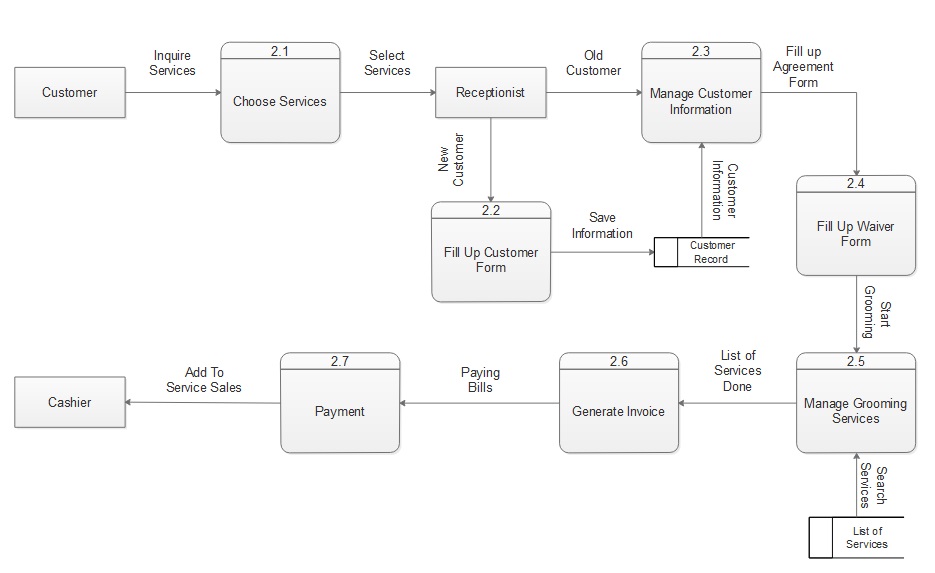 Customer
Inquire
Services
2.1
Choose Services
Select
Services
Receptionist
Old
Customer
2.3
Manage Customer
Information
Fill up
Agreement
Form
New
Customer
2.2
Fill Up Customer
Form
Save
Information
Customer
Record
Customer
Information
2.4
Fill Up Waiver
Form
Start
Grooming
2.5
Manage Grooming
Services
Search
Services
List of
Services
List of
Services
Done
2.6
Generate Invoice
Paying
Bills
2.7
Payment
Add To
Service Sales
Cashier